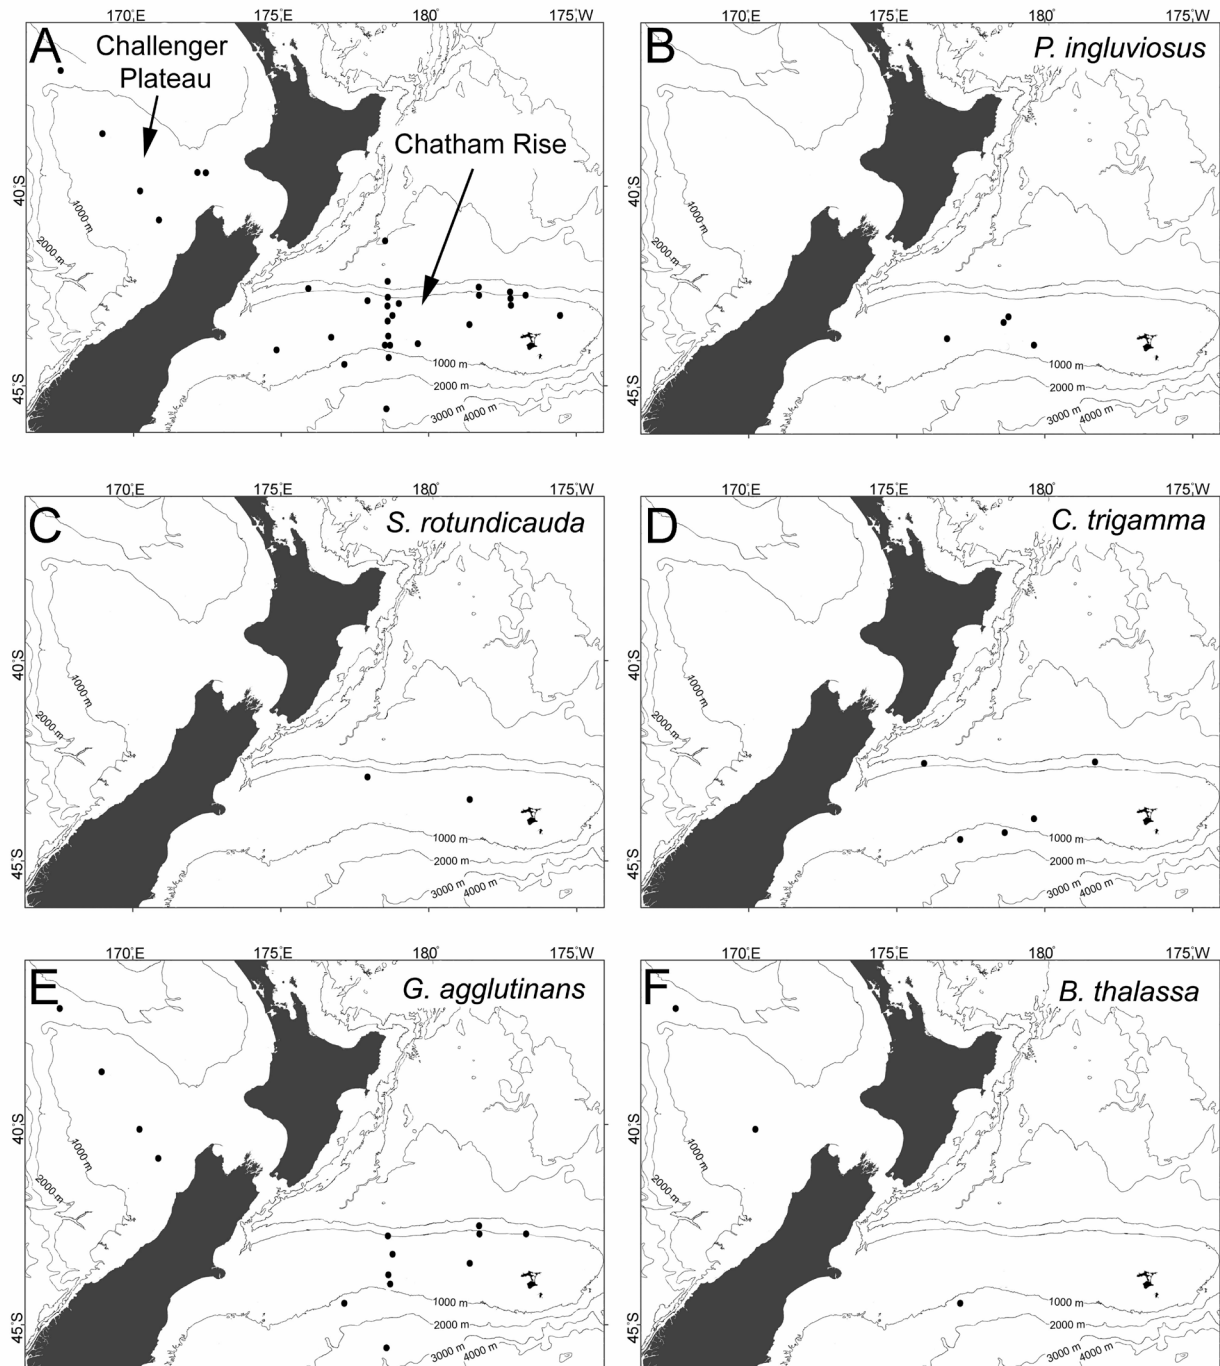 170°E 175°E 180° 175°W
170°E 175°E 180° 175°W
A
Challenger
Plateau
Chatham Rise
40°S
45°S
1000 m
2000 m
1000 m
2000 m
3000 m 4000 m
B
P. ingluviosus
40°S
45°S
1000 m
2000 m
1000 m
2000 m
3000 m 4000 m
170°E 175°E 180° 175°W
170°E 175°E 180° 175°W
C
S. rotundicauda
40°S
45°S
1000 m
2000 m
1000 m
2000 m
3000 m 4000 m
D
C. trigamma
40°S
45°S
1000 m
2000 m
1000 m
2000 m
3000 m 4000 m
170°E 175°E 180° 175°W
170°E 175°E 180° 175°W
E
G. agglutinans
40°S
45°S
1000 m
2000 m
1000 m
2000 m
3000 m 4000 m
F
B. thalassa
40°S
45°S
1000 m
2000 m
1000 m
2000 m
3000 m 4000 m